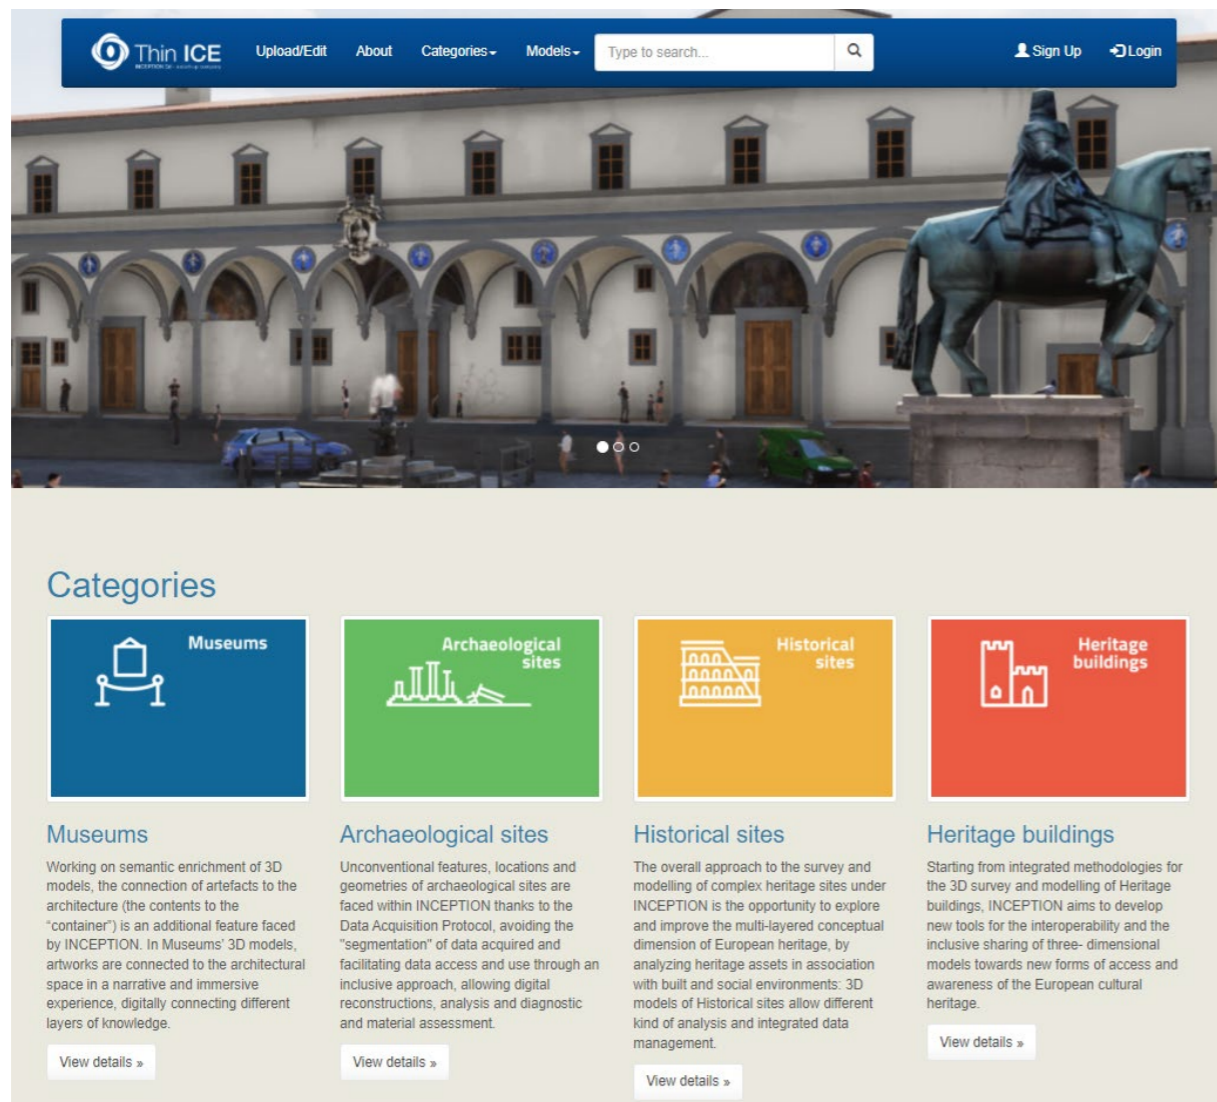 Thin ICE
Upload/Edit
About
Categories
Models
Type to search...
Sign Up
Login
Categories
Museums
Archaeological
sites
Historical
sites
Heritage
buildings
Museums
Working on semantic enrichment of 3D
models, the connection of artefacts to the
architecture (the contents to the
“container”) is an additional feature faced
by INCEPTION. In Museums’ 3D models,
artworks are connected to the architectural
space in a narrative and immersive
experience, digitally connecting different
layers of knowledge.
View details »
Archaeological sites
Unconventional features, locations and
geometries of archaeological sites are
faced within INCEPTION thanks to the
Data Acquisition Protocol, avoiding the
"segmentation" of data acquired and
facilitating data access and use through an
inclusive approach, allowing digital
reconstructions, analysis and diagnostic
and material assessment.
View details »
Historical sites
The overall approach to the survey and
modelling of complex heritage sites under
INCEPTION is the opportunity to explore
and improve the multi-layered conceptual
dimension of European heritage, by
analyzing heritage assets in association
with built and social environments: 3D
models of Historical sites allow different
kind of analysis and integrated data
management.
View details »
Heritage buildings
Starting from integrated methodologies for
the 3D survey and modelling of Heritage
buildings, INCEPTION aims to develop
new tools for the interoperability and the
inclusive sharing of three- dimensional
models towards new forms of access and
awareness of the European cultural
heritage.
View details »